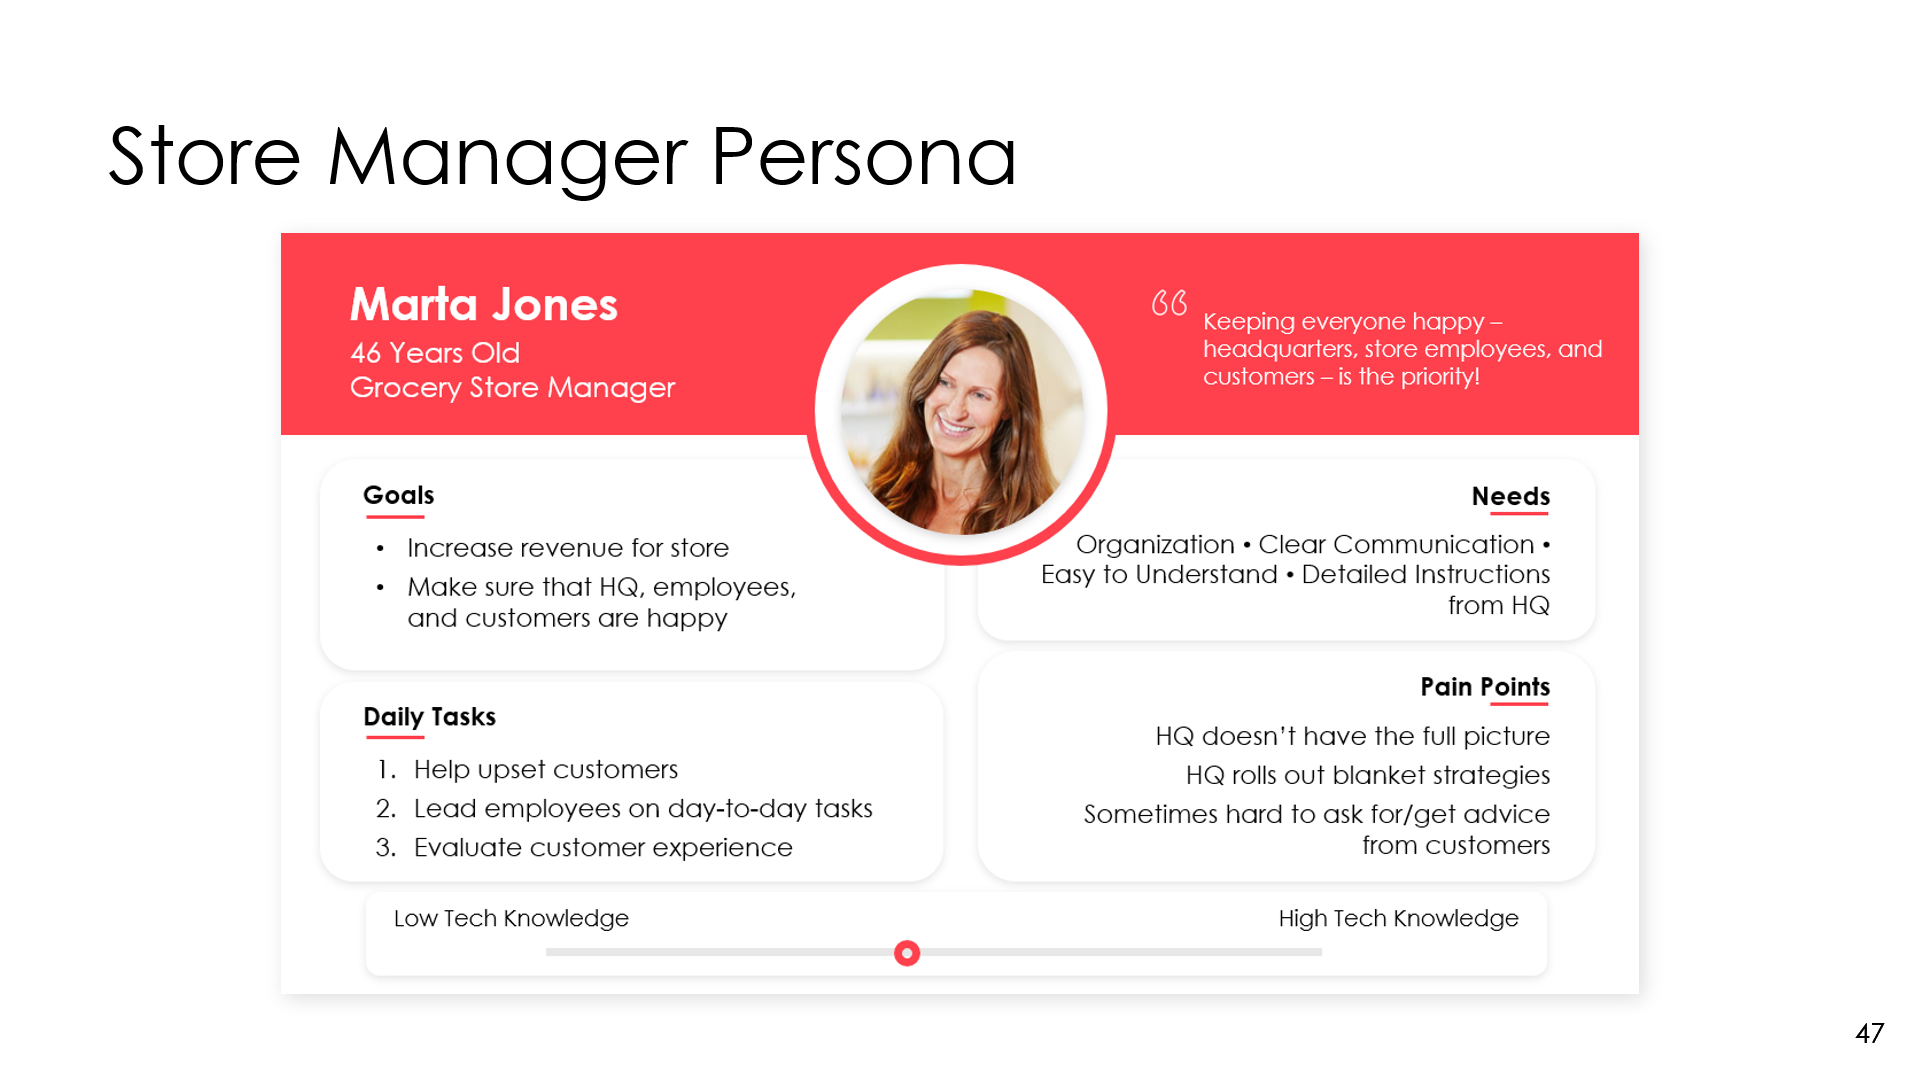 Store Manager Persona
Marta Jones
46 Years Old
Grocery Store Manager
“ Keeping everyone happy –
headquarters, store employees, and
customers – is the priority!
Goals
• Increase revenue for store
• Make sure that HQ, employees,
and customers are happy
Needs
Organization • Clear Communication •
Easy to Understand • Detailed Instructions
from HQ
Daily Tasks
1. Help upset customers
2. Lead employees on day-to-day tasks
3. Evaluate customer experience
Pain Points
HQ doesn’t have the full picture
HQ rolls out blanket strategies
Sometimes hard to ask for/get advice
from customers
Low Tech Knowledge
High Tech Knowledge
47